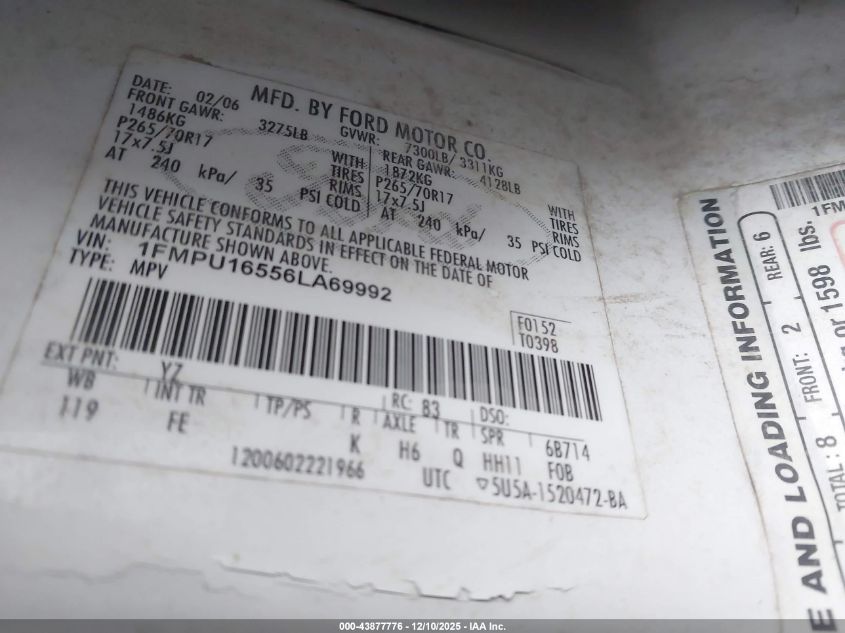 MFD. BY FORD MOTOR CO.
DATE: 02/06 GVWR: 7300LB/ 3311KG
FRONT GAWR: 3275LB REAR GAWR: 4128LB
1486KG WITH 1872KG WITH
P265/70R17 TIRES P265/70R17 TIRES
17x7.5J RIMS 17x7.5J RIMS
AT 240 kPa/ 35 PSI COLD AT 240 kPa/ 35 PSI COLD
THIS VEHICLE CONFORMS TO ALL APPLICABLE FEDERAL MOTOR
VEHICLE SAFETY STANDARDS IN EFFECT ON THE DATE OF
MANUFACTURE SHOWN ABOVE.
VIN: 1FMPU16556LA69992
TYPE: MPV
F0152
T0398
EXT PNT: YZ RC: 83 DSO:
WB INT TR TP/PS R AXLE TR SPR 6B714
119 FE K H6 Q HH11 FOB
1200602221966 UTC 5U5A-1520472-BA
E AND LOADING INFORMATION
TOTAL: 8 FRONT: 2 REAR: 6
or 1598 lbs.
1FM
000-43877776 - 12/10/2025 - IAA Inc.